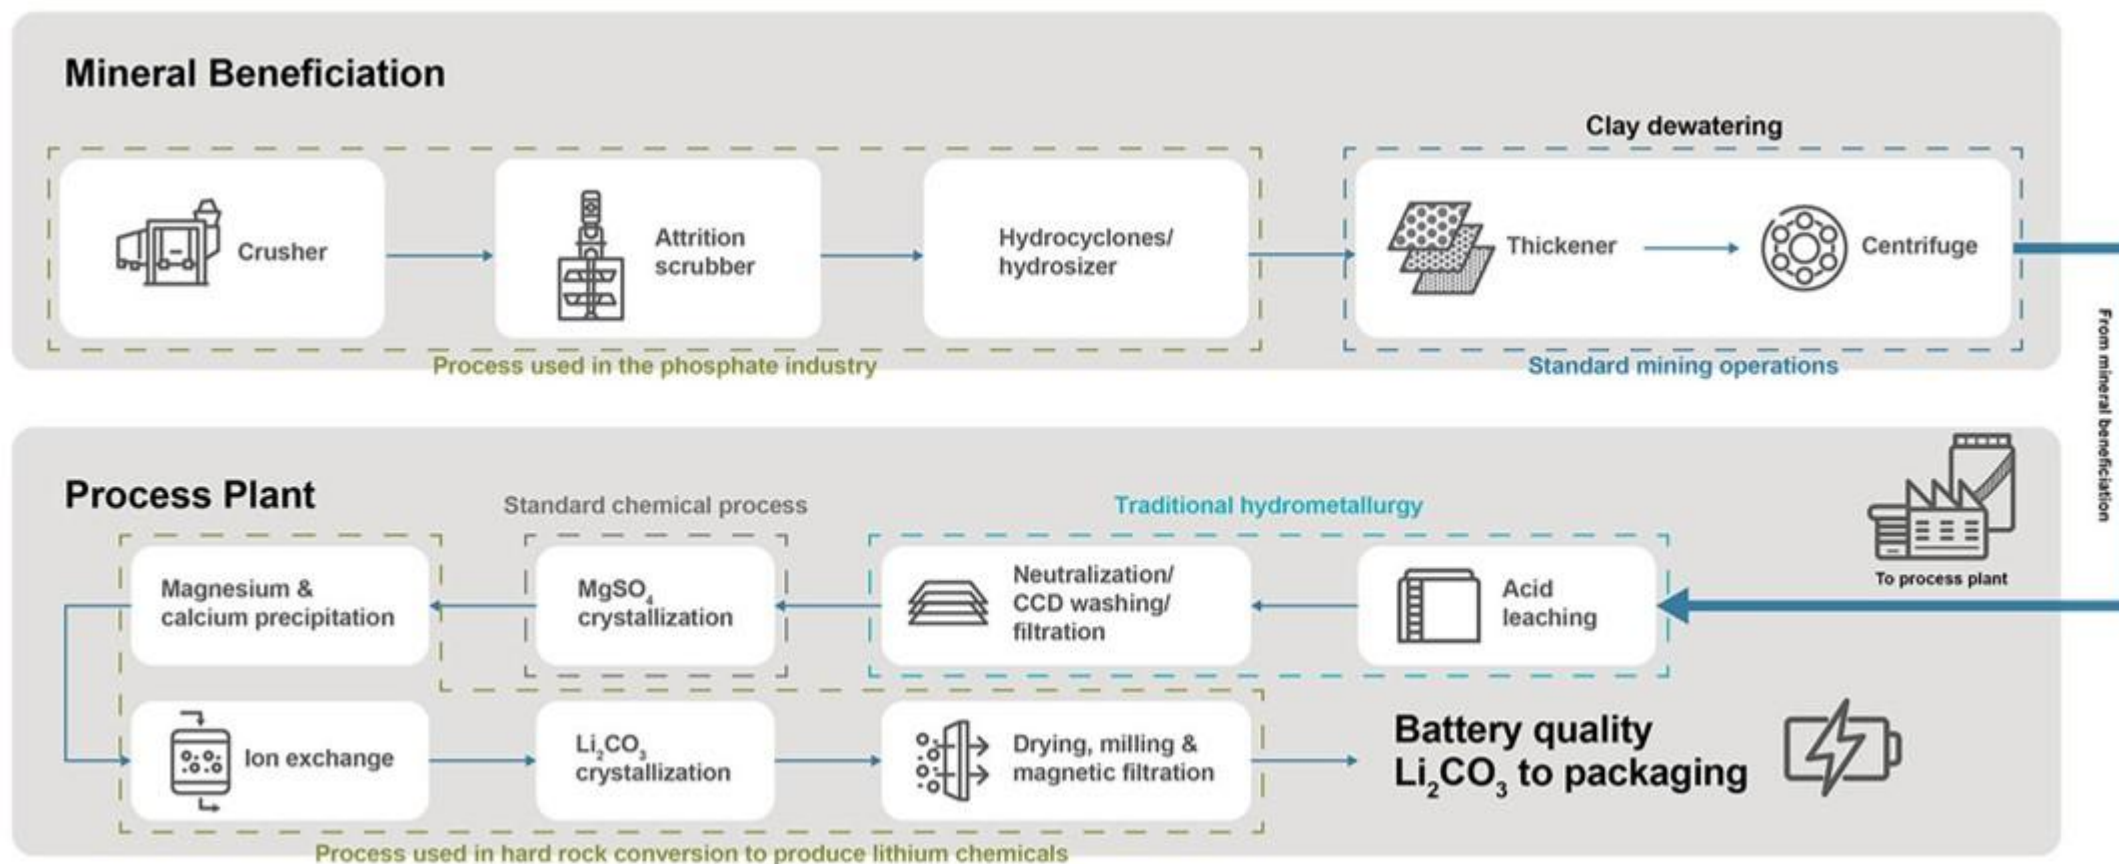 Mineral Beneficiation
Clay dewatering
Crusher
Attrition
scrubber
Hydrocyclones/
hydrosizer
Thickener
Centrifuge
Process used in the phosphate industry
Standard mining operations
From mineral beneficiation
Process Plant
Standard chemical process
Traditional hydrometallurgy
To process plant
Magnesium &
calcium precipitation
MgSO₄
crystallization
Neutralization/
CCD washing/
filtration
Acid
leaching
Ion exchange
Li₂CO₃
crystallization
Drying, milling &
magnetic filtration
Battery quality
Li₂CO₃ to packaging
Process used in hard rock conversion to produce lithium chemicals